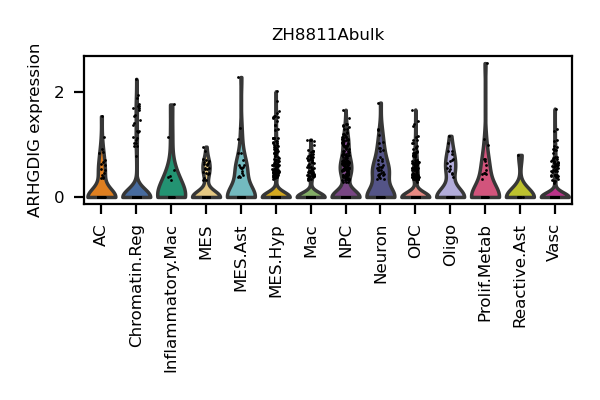 ZH8811Abulk
ARHGDIG expression
2
0
AC
Chromatin.Reg
Inflammatory.Mac
MES
MES.Ast
MES.Hyp
Mac
NPC
Neuron
OPC
Oligo
Prolif.Metab
Reactive.Ast
Vasc